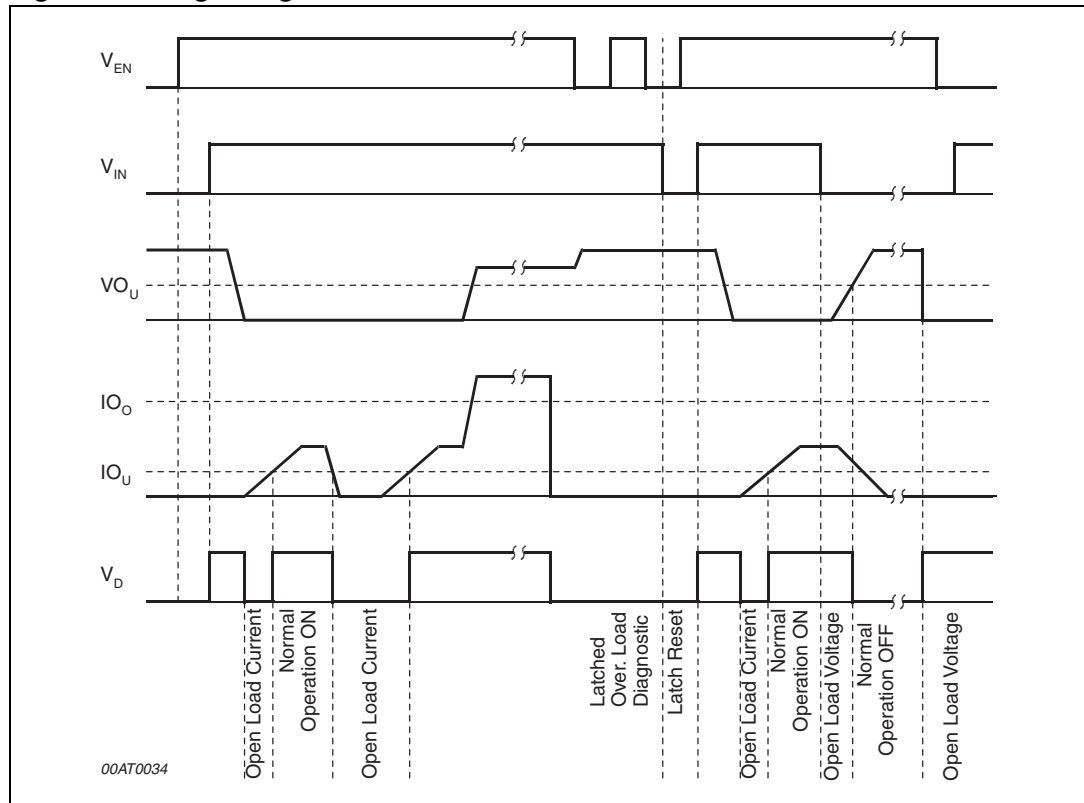 V_EN
V_IN
VO_U
IO_O
IO_U
V_D
Open Load Current
Normal
Operation ON
Open Load Current
Latched
Over. Load
Diagnostic
Latch Reset
Open Load Current
Normal
Operation ON
Open Load Voltage
Normal
Operation OFF
Open Load Voltage
00AT0034